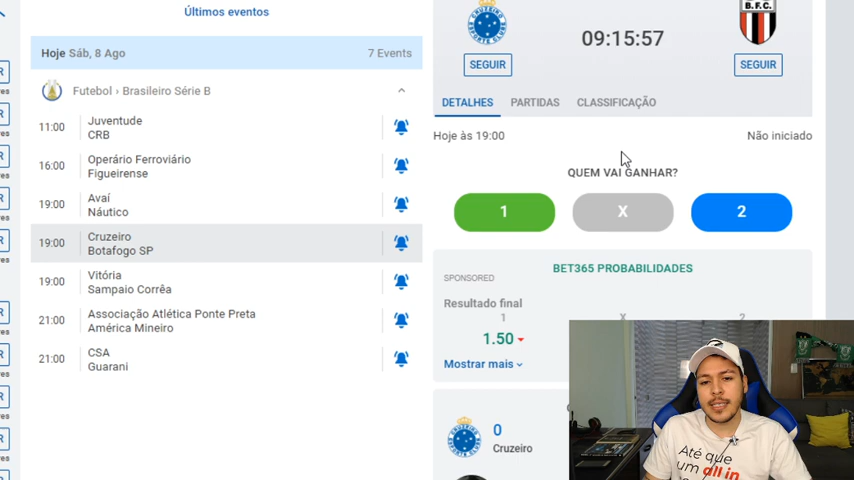 Últimos eventos
Hoje Sáb, 8 Ago
7 Events
Futebol › Brasileiro Série B
11:00
Juventude
CRB
16:00
Operário Ferroviário
Figueirense
19:00
Avaí
Náutico
19:00
Cruzeiro
Botafogo SP
19:00
Vitória
Sampaio Corrêa
21:00
Associação Atlética Ponte Preta
América Mineiro
21:00
CSA
Guarani
CRUZEIRO
ESPORTE CLUBE
09:15:57
B.F.C.
SEGUIR
SEGUIR
DETALHES
PARTIDAS
CLASSIFICAÇÃO
Hoje às 19:00
Não iniciado
QUEM VAI GANHAR?
1
X
2
BET365 PROBABILIDADES
SPONSORED
Resultado final
1
X
2
1.50
Mostrar mais
0
Cruzeiro
Até que
um all in